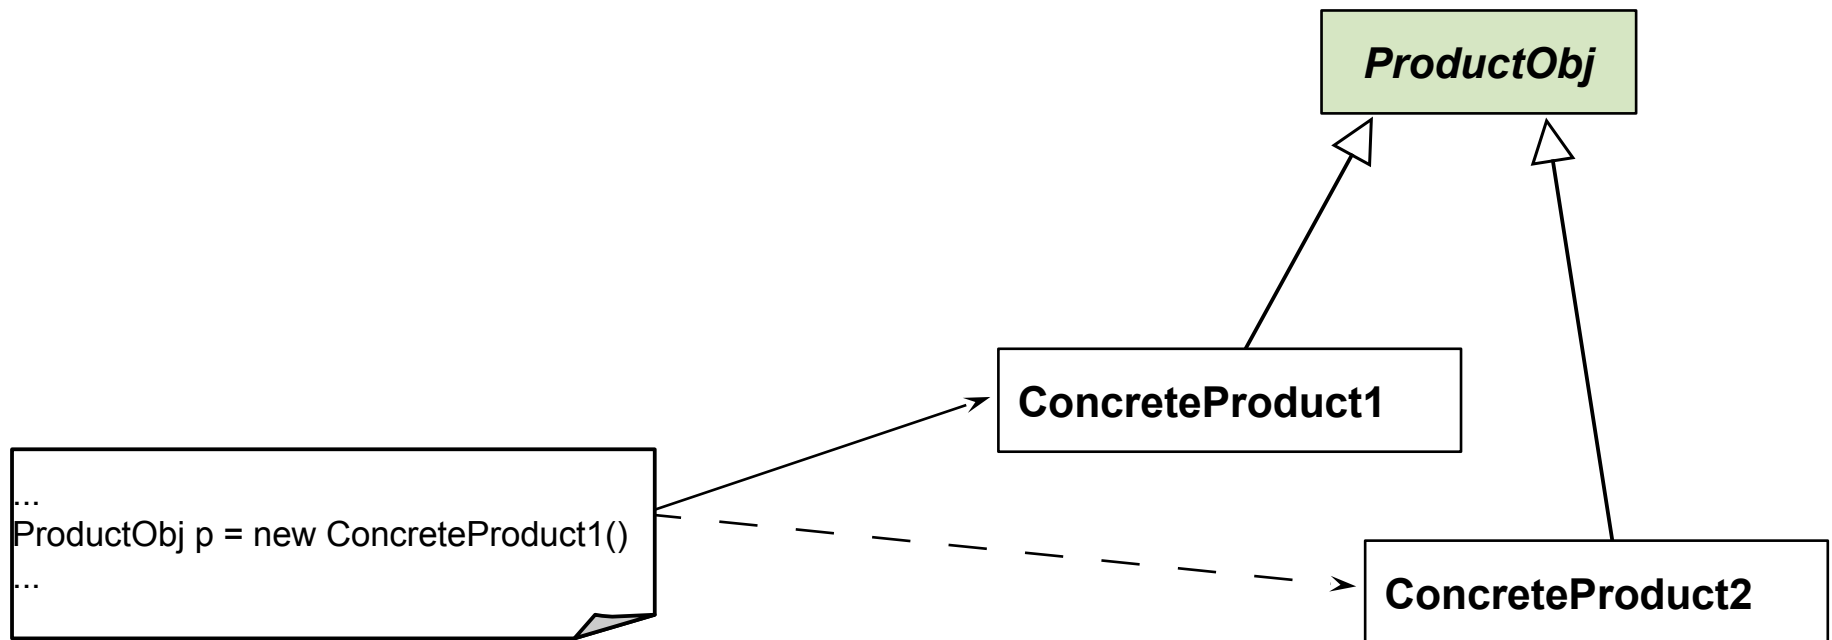 ProductObj
ConcreteProduct1
...
ProductObj p = new ConcreteProduct1()
...
ConcreteProduct2